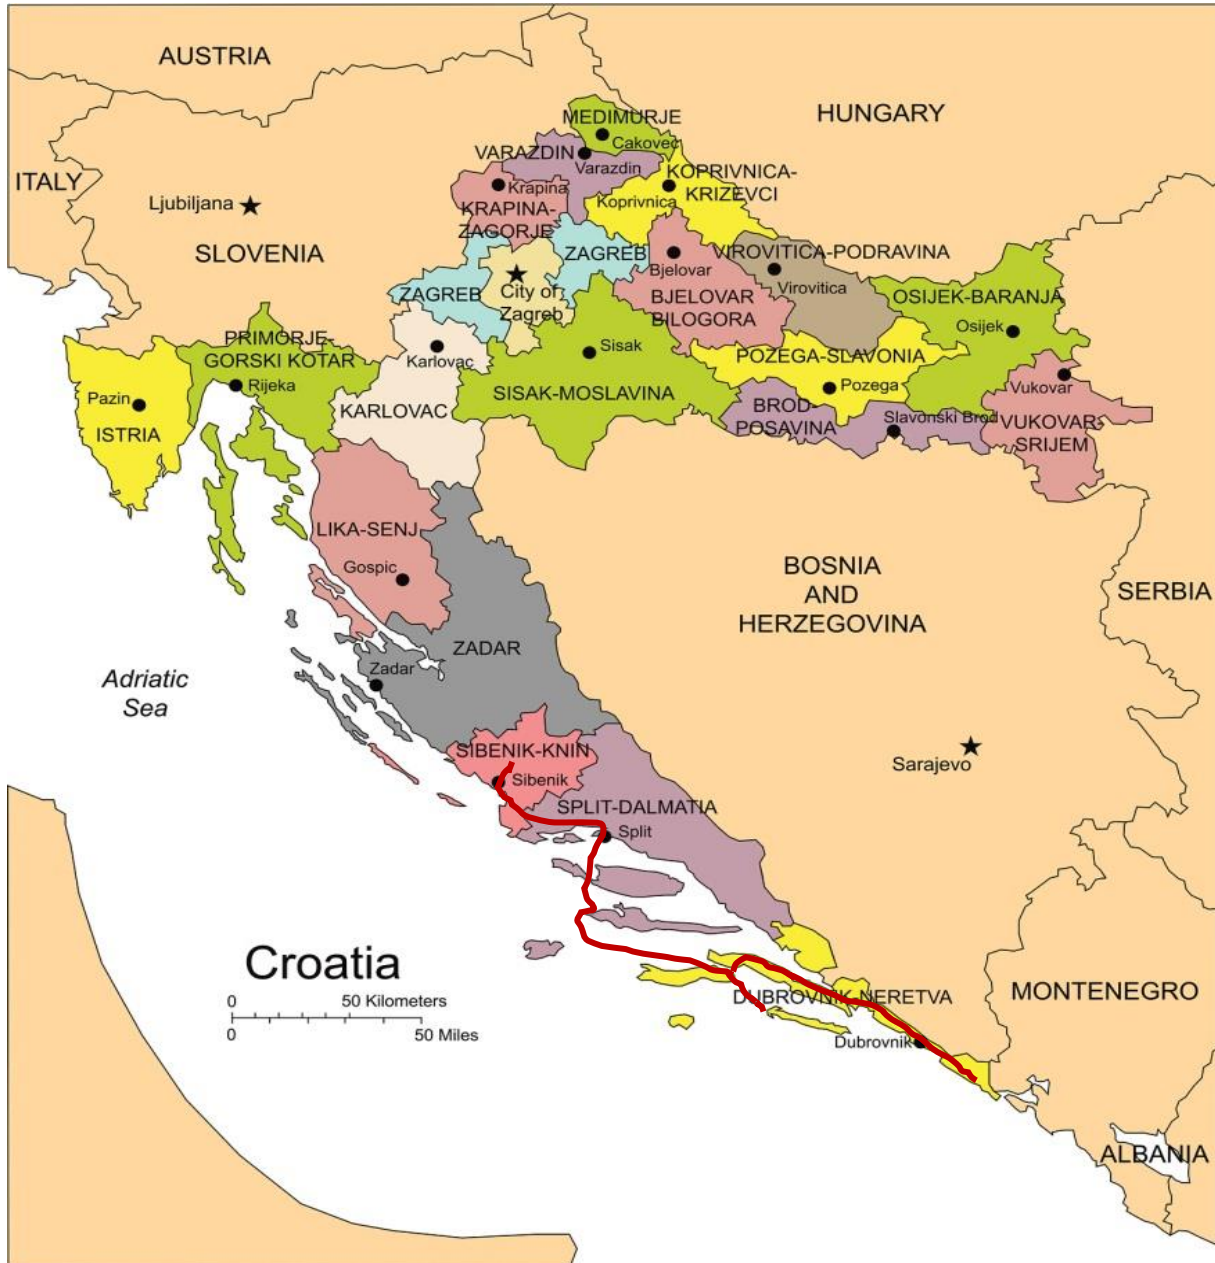 AUSTRIA
HUNGARY
MEDIMURJE
Cakovec
VARAZDIN
Varazdin
ITALY
KOPRIVNICA-
KRIZEVCI
Koprivnica
Krapina
KRAPINA-
ZAGORJE
Ljubiljana
SLOVENIA
ZAGREB
VIROVITICA-PODRAVINA
Bjelovar
Virovitica
ZAGREB
City of
Zagreb
BJELOVAR
BILOGORA
OSIJEK-BARANJA
Osijek
PRIMORJE-
GORSKI KOTAR
Rijeka
Karlovac
Sisak
POZEGA-SLAVONIA
Pozega
Vukovar
Pazin
ISTRIA
KARLOVAC
SISAK-MOSLAVINA
BROD-
POSAVINA
Slavonski Brod
VUKOVAR-
SRIJEM
LIKA-SENJ
Gospic
BOSNIA
AND
HERZEGOVINA
SERBIA
ZADAR
Zadar
Adriatic
Sea
SIBENIK-KNIN
Sibenik
Sarajevo
SPLIT-DALMATIA
Split
Croatia
0 50 Kilometers
0 50 Miles
DUBROVNIK-NERETVA
Dubrovnik
MONTENEGRO
ALBANIA